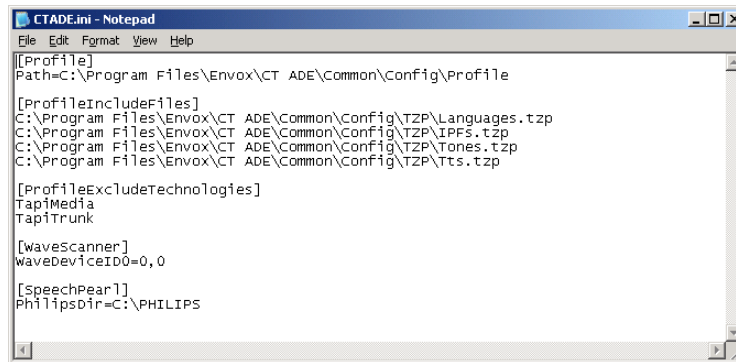 CTADE.ini - Notepad
File Edit Format View Help
[Profile]
Path=C:\Program Files\Envox\CT ADE\Common\Config\Profile
[ProfileIncludeFiles]
C:\Program Files\Envox\CT ADE\Common\Config\TZP\Languages.tzp
C:\Program Files\Envox\CT ADE\Common\Config\TZP\IPFs.tzp
C:\Program Files\Envox\CT ADE\Common\Config\TZP\Tones.tzp
C:\Program Files\Envox\CT ADE\Common\Config\TZP\Tts.tzp
[ProfileExcludeTechnologies]
TapiMedia
TapiTrunk
[WaveScanner]
WaveDeviceID0=0,0
[SpeechPearl]
PhilipsDir=C:\PHILIPS